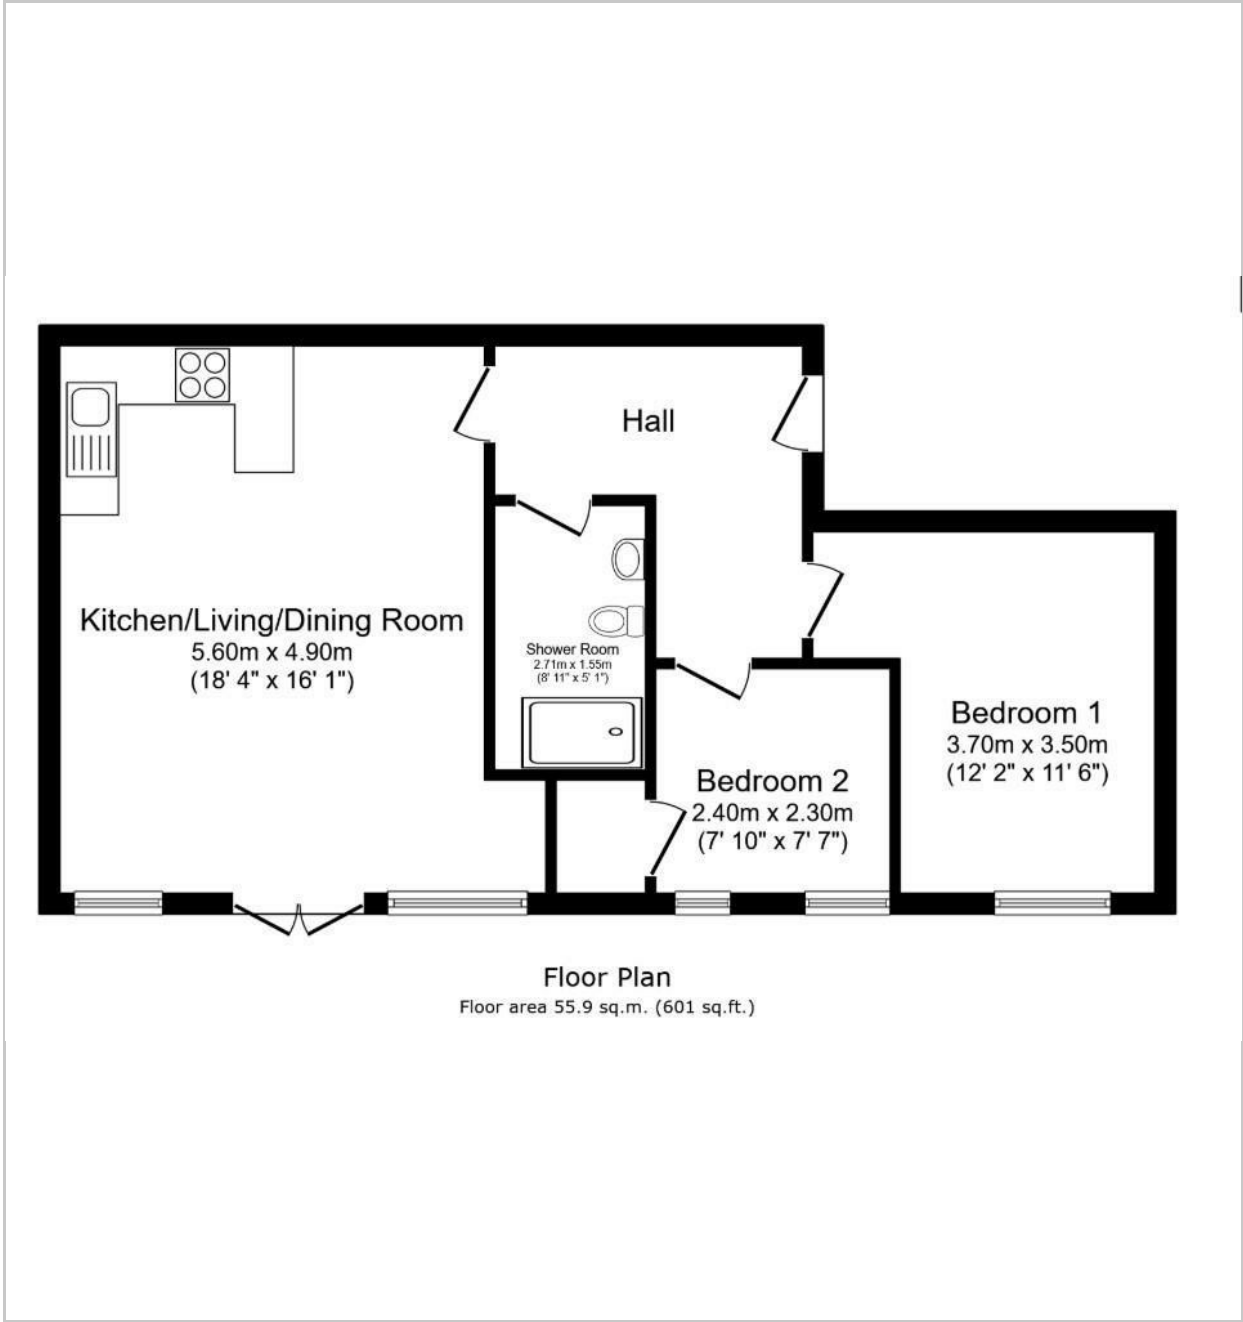 Hall
Kitchen/Living/Dining Room
5.60m x 4.90m
(18' 4" x 16' 1")
Shower Room
2.71m x 1.55m
(8' 11" x 5' 1")
Bedroom 1
3.70m x 3.50m
(12' 2" x 11' 6")
Bedroom 2
2.40m x 2.30m
(7' 10" x 7' 7")
Floor Plan
Floor area 55.9 sq.m. (601 sq.ft.)